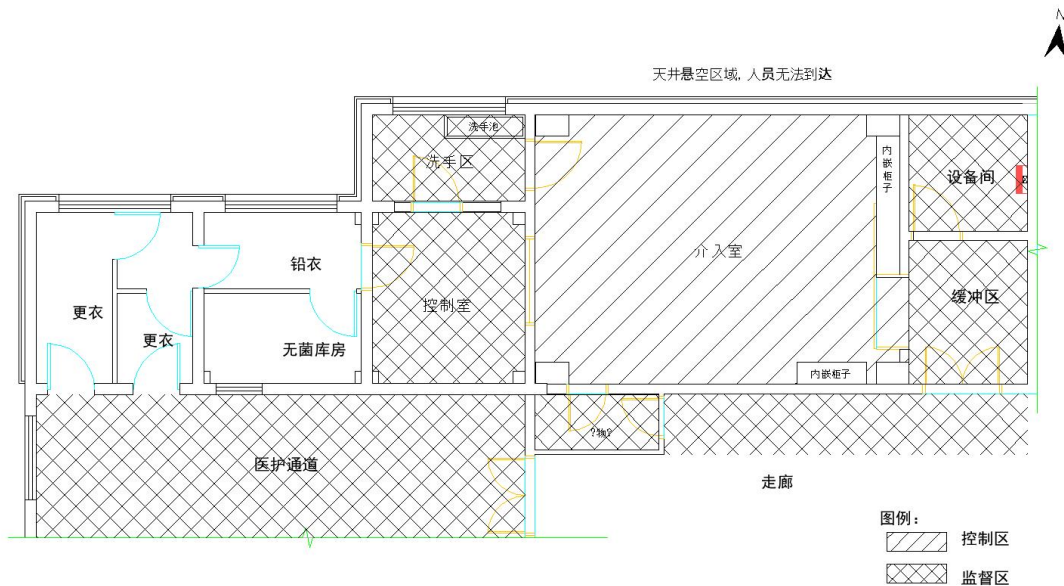 N
天井悬空区域, 人员无法到达
洗手池
洗手区
内嵌柜子
设备间
介入室
铅衣
控制室
缓冲区
更衣
更衣
无菌库房
内嵌柜子
?物?
医护通道
走廊
图例：
控制区
监督区